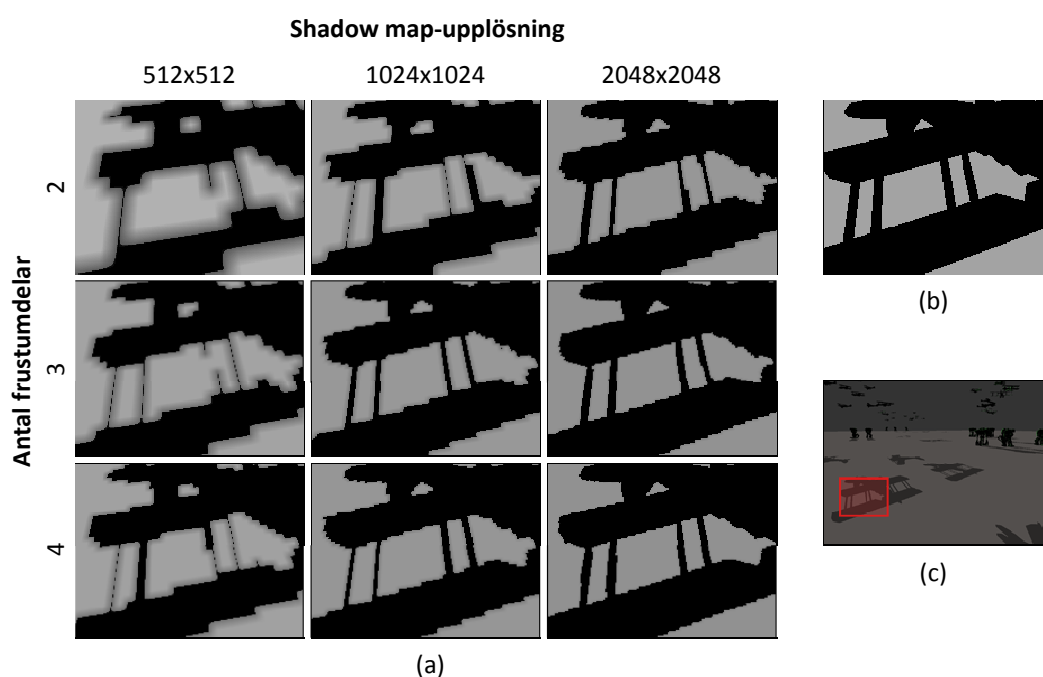 Shadow map-upplösning
512x512 1024x1024 2048x2048
Antal frustumdelar
2
3
4
(a)
(b)
(c)